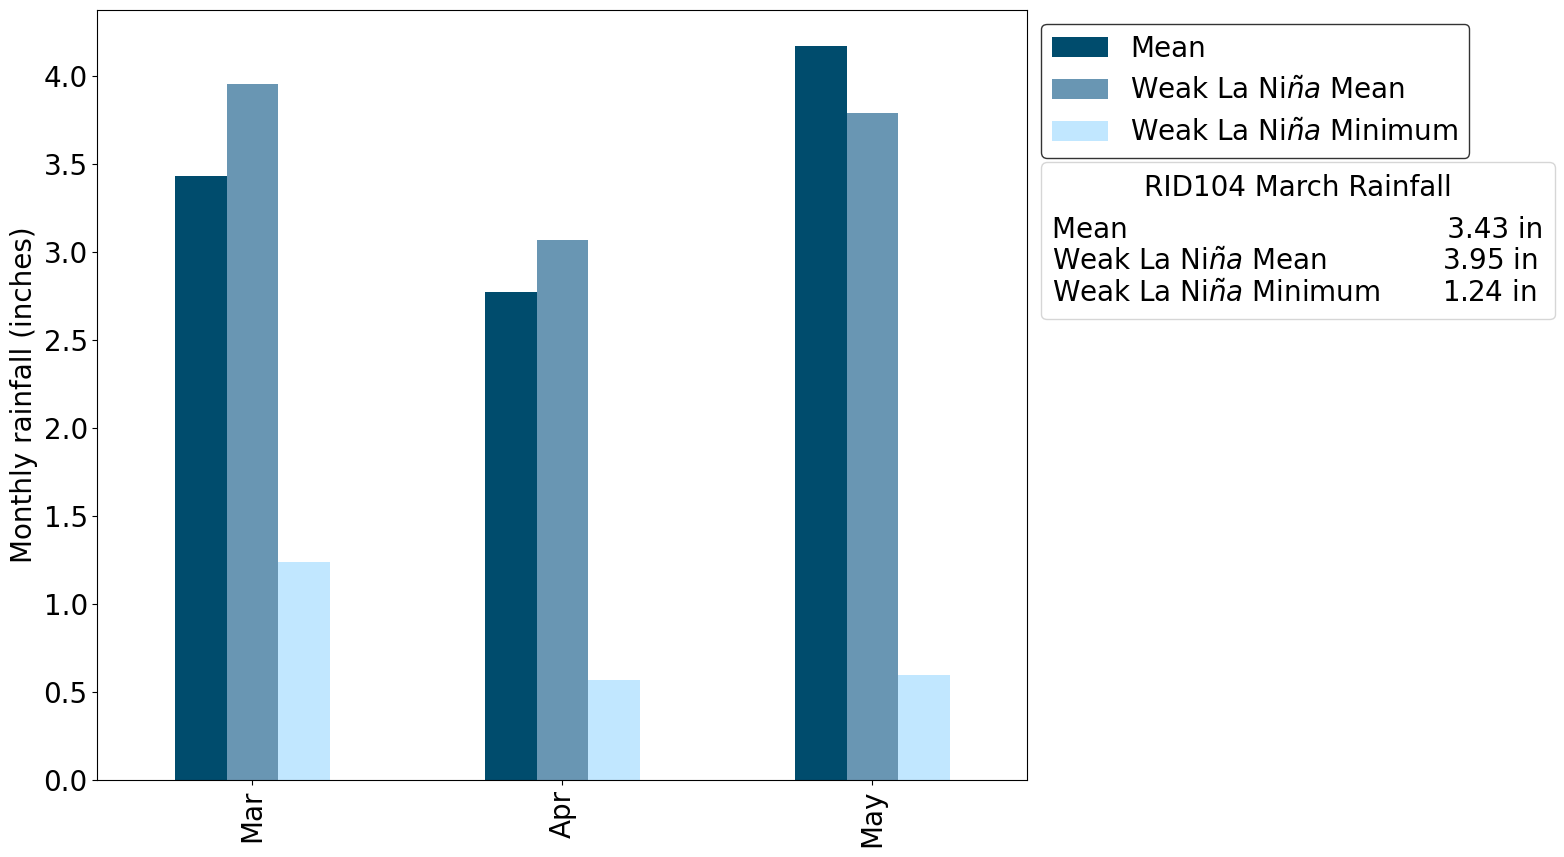 Monthly rainfall (inches)
4.0
3.5
3.0
2.5
2.0
1.5
1.0
0.5
0.0
Mar
Apr
May
Mean
Weak La Niña Mean
Weak La Niña Minimum
RID104 March Rainfall
Mean 3.43 in
Weak La Niña Mean 3.95 in
Weak La Niña Minimum 1.24 in